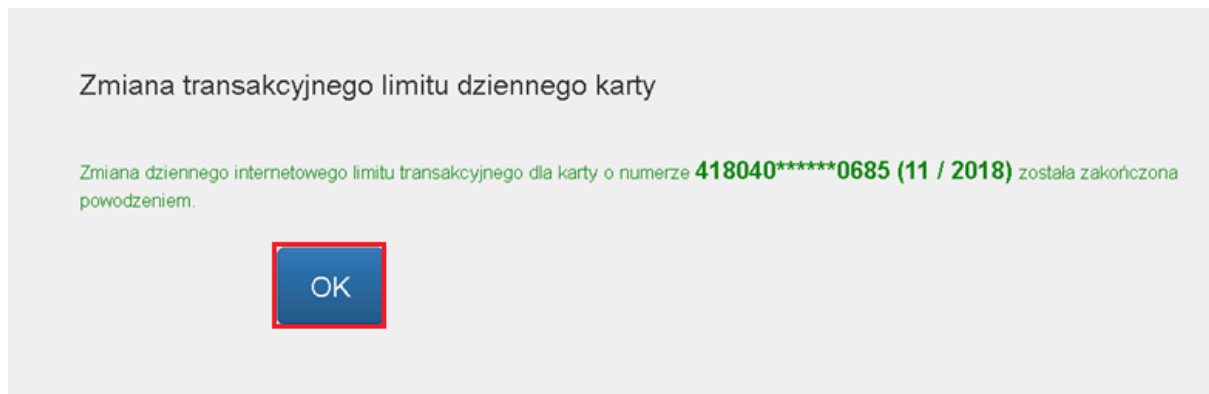 Zmiana transakcyjnego limitu dziennego karty
Zmiana dziennego internetowego limitu transakcyjnego dla karty o numerze 418040******0685 (11 / 2018) została zakończona
powodzeniem.
OK